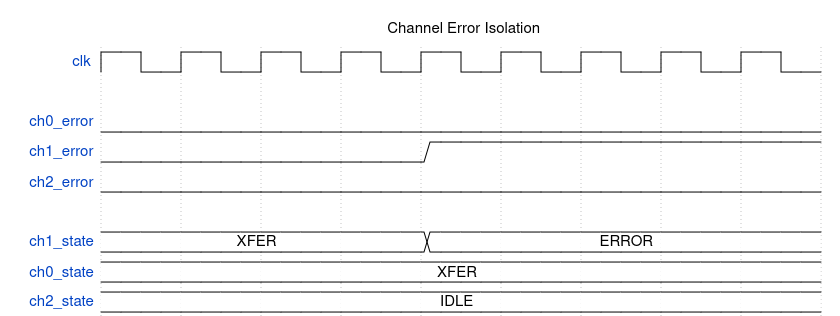 Channel Error Isolation
clk
ch0_error
ch1_error
ch2_error
ch1_state XFER ERROR
ch0_state XFER
ch2_state IDLE